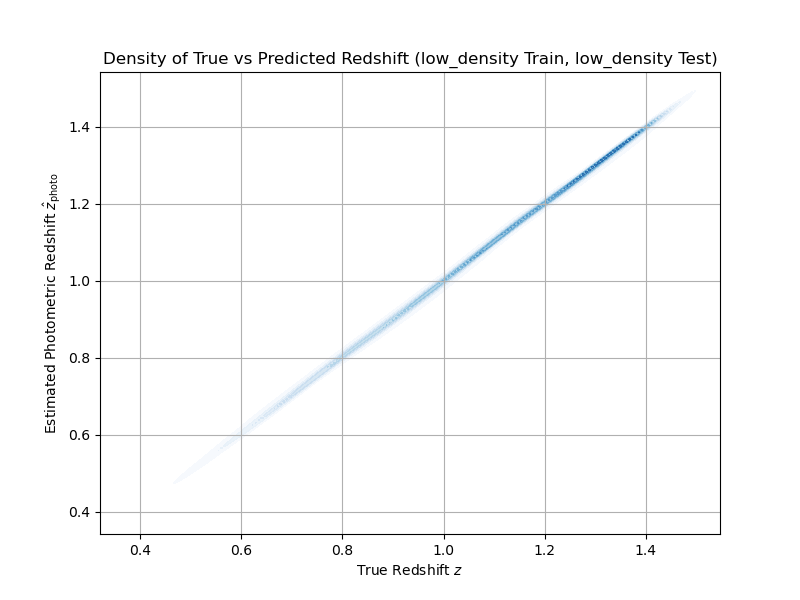 Density of True vs Predicted Redshift (low_density Train, low_density Test)
Estimated Photometric Redshift ẑ_photo
1.4
1.2
1.0
0.8
0.6
0.4
0.4 0.6 0.8 1.0 1.2 1.4
True Redshift z